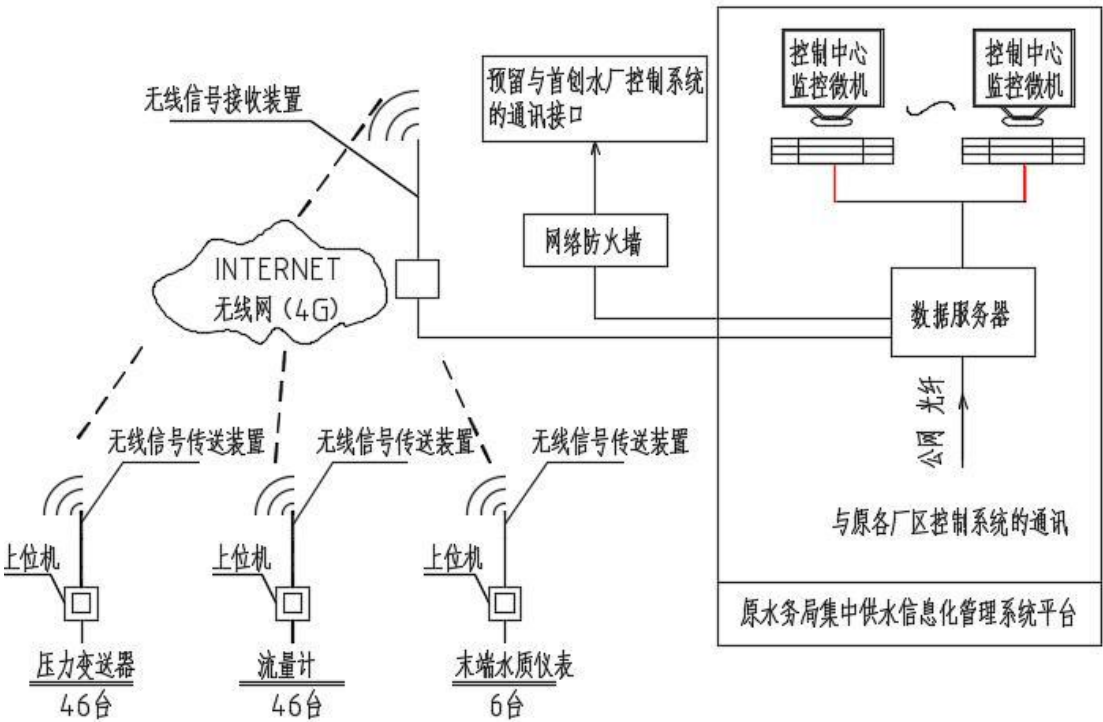 控制中心
监控微机
控制中心
监控微机
预留与首创水厂控制系统
的通讯接口
无线信号接收装置
网络防火墙
INTERNET
无线网(4G)
数据服务器
公网 光纤
无线信号传送装置
无线信号传送装置
无线信号传送装置
与原各厂区控制系统的通讯
上位机
上位机
上位机
原水务局集中供水信息化管理系统平台
压力变送器
46台
流量计
46台
末端水质仪表
6台